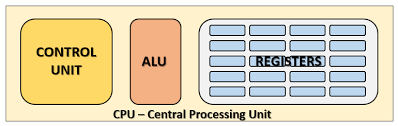 CONTROL
UNIT
ALU
REGISTERS
CPU – Central Processing Unit